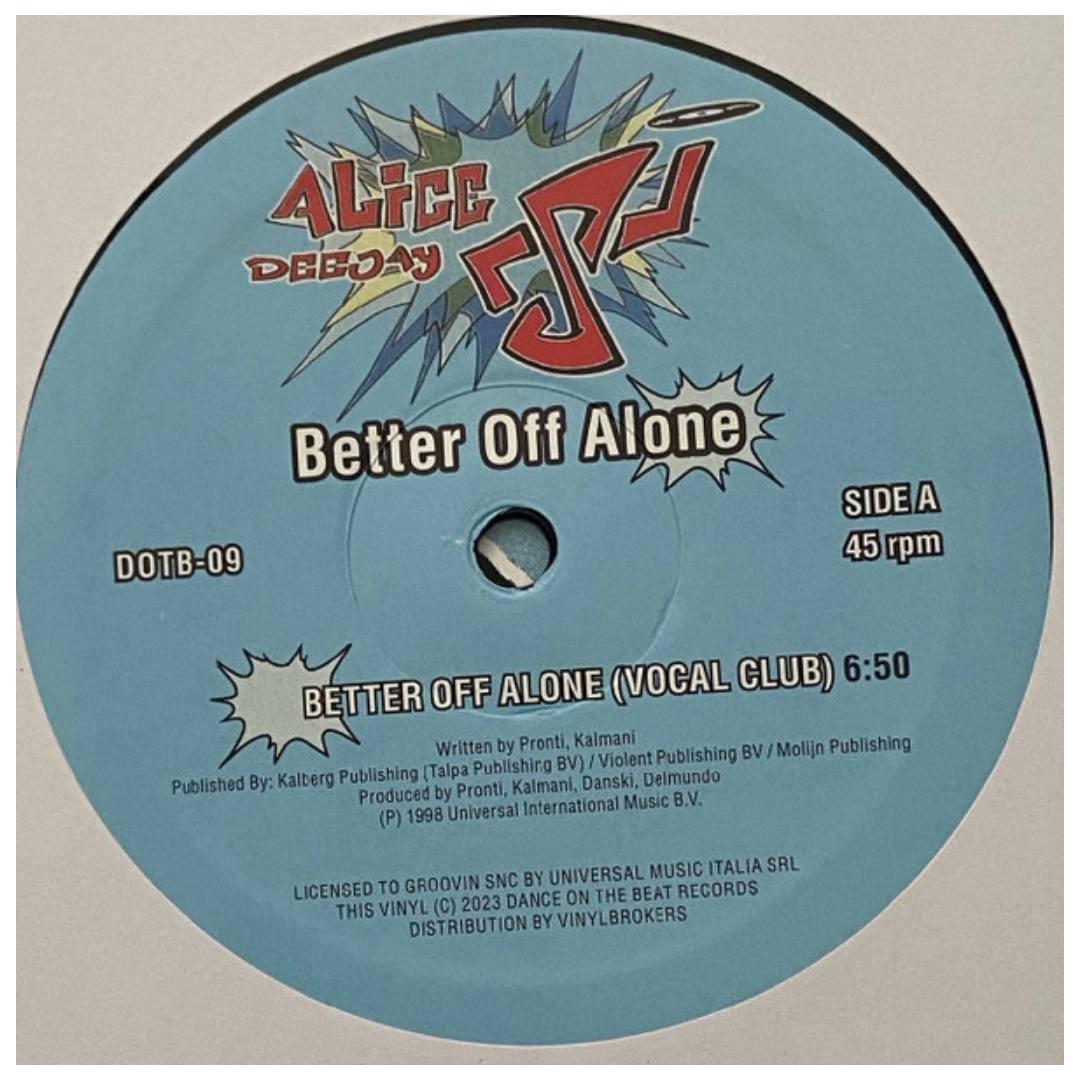 ALiCE
DEEJAY
Better Off Alone
SIDE A
45 rpm
DOTB-09
BETTER OFF ALONE (VOCAL CLUB) 6:50
Written by Pronti, Kalmani
Published By: Kalberg Publishing (Talpa Publishing BV) / Violent Publishing BV / Molijn Publishing
Produced by Pronti, Kalmani, Danski, Delmundo
(P) 1998 Universal International Music B.V.
LICENSED TO GROOVIN SNC BY UNIVERSAL MUSIC ITALIA SRL
THIS VINYL (C) 2023 DANCE ON THE BEAT RECORDS
DISTRIBUTION BY VINYLBROKERS